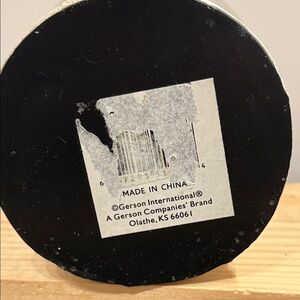 MADE IN CHINA
©Gerson International®
A Gerson Companies' Brand
Olathe, KS 66061